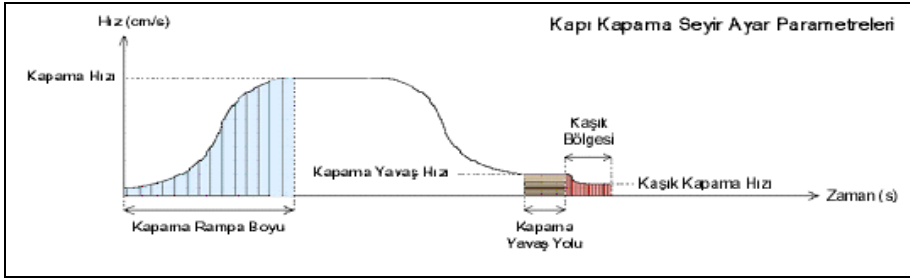 Hız (cm/s)
Kapı Kapama Seyir Ayar Parametreleri
Kapama Hızı
Kaşık
Bölgesi
Kapama Yavaş Hızı
Kaşık Kapama Hızı
Zaman (s)
Kapama Rampa Boyu
Kapama
Yavaş Yolu